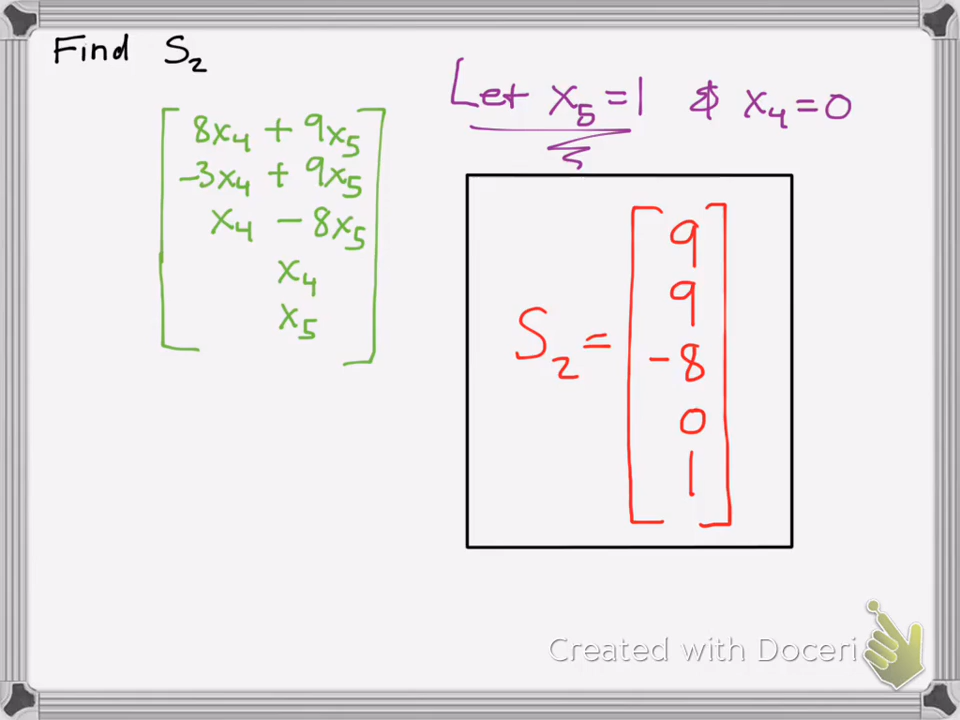 Find S₂
Let x₅ = 1 & x₄ = 0
8x₄ + 9x₅
-3x₄ + 9x₅
x₄ - 8x₅
x₄
x₅
S₂ =
9
9
-8
0
1
Created with Doceri